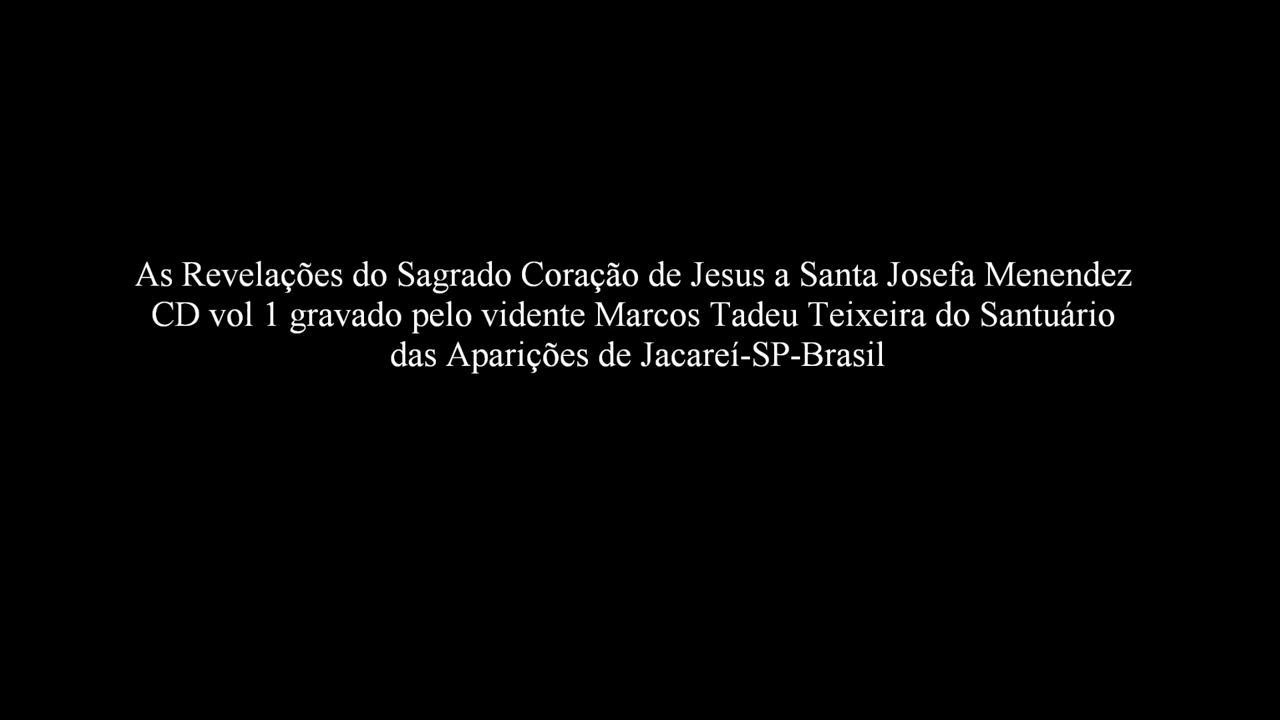 As Revelações do Sagrado Coração de Jesus a Santa Josefa Menendez
CD vol 1 gravado pelo vidente Marcos Tadeu Teixeira do Santuário
das Aparições de Jacareí-SP-Brasil